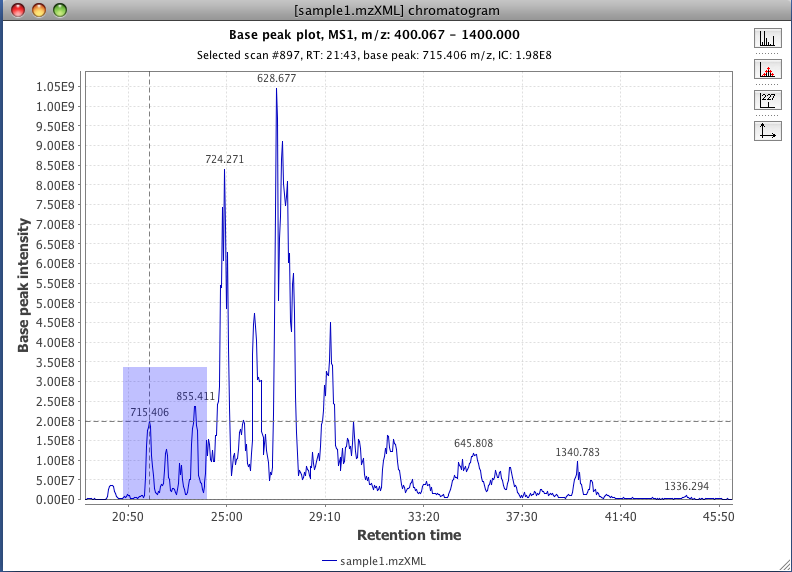 [sample1.mzXML] chromatogram
Base peak plot, MS1, m/z: 400.067 - 1400.000
Selected scan #897, RT: 21:43, base peak: 715.406 m/z, IC: 1.98E8
628.677
1.05E9
1.00E9
9.50E8
9.00E8
8.50E8
8.00E8
7.50E8
7.00E8
6.50E8
6.00E8
5.50E8
5.00E8
4.50E8
4.00E8
3.50E8
3.00E8
2.50E8
2.00E8
1.50E8
1.00E8
5.00E7
0.00E0
Base peak intensity
724.271
855.411
715.406
645.808
1340.783
1336.294
20:50
25:00
29:10
33:20
37:30
41:40
45:50
Retention time
sample1.mzXML
227